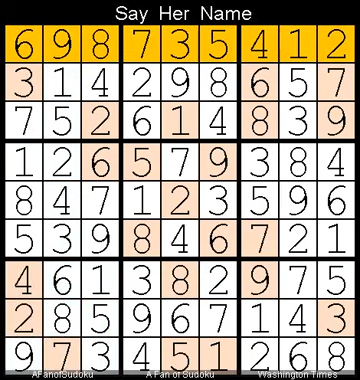 Say Her Name
6 9 8 7 3 5 4 1 2
3 1 4 2 9 8 6 5 7
7 5 2 6 1 4 8 3 9
1 2 6 5 7 9 3 8 4
8 4 7 1 2 3 5 9 6
5 3 9 8 4 6 7 2 1
4 6 1 3 8 2 9 7 5
2 8 5 9 6 7 1 4 3
9 7 3 4 5 1 2 6 8
AFanofSudoku A Fan of Sudoku Washington Times